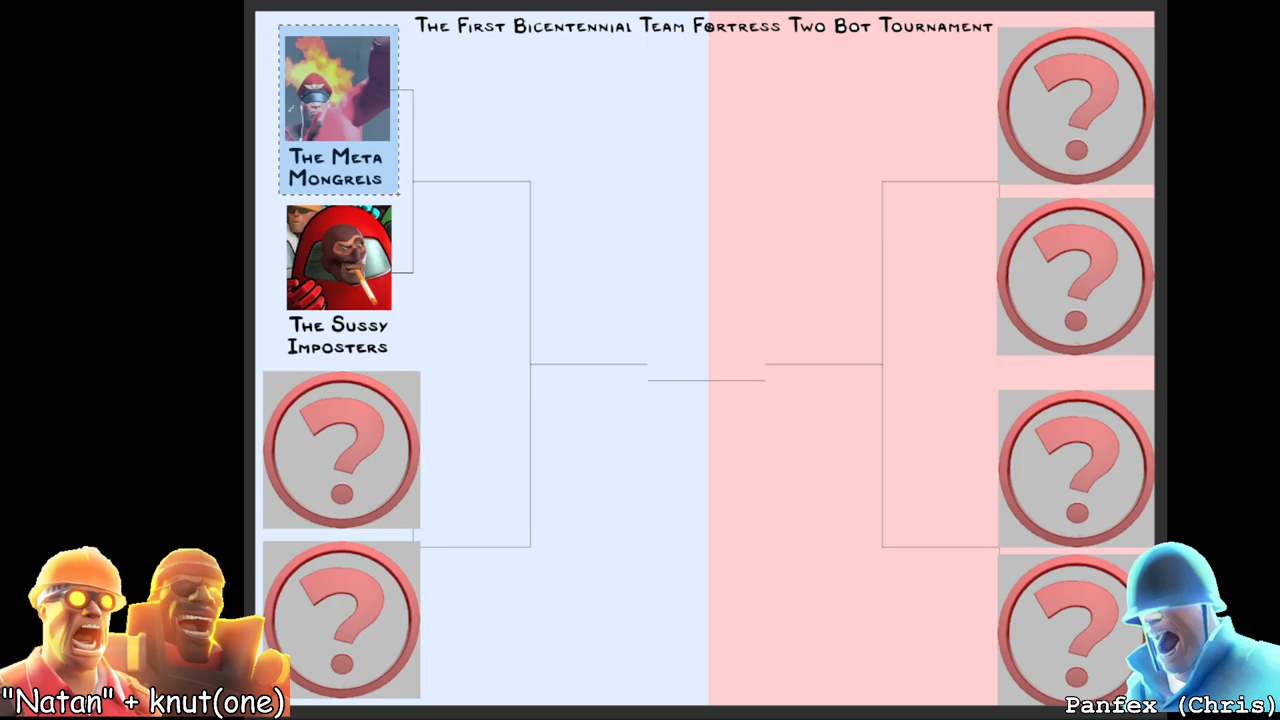 The First Bicentennial Team Fortress Two Bot Tournament
The Meta
Mongrels
The Sussy
Imposters
?
?
?
?
?
?
"Natan" + knut(one)
Panfex (Chris)